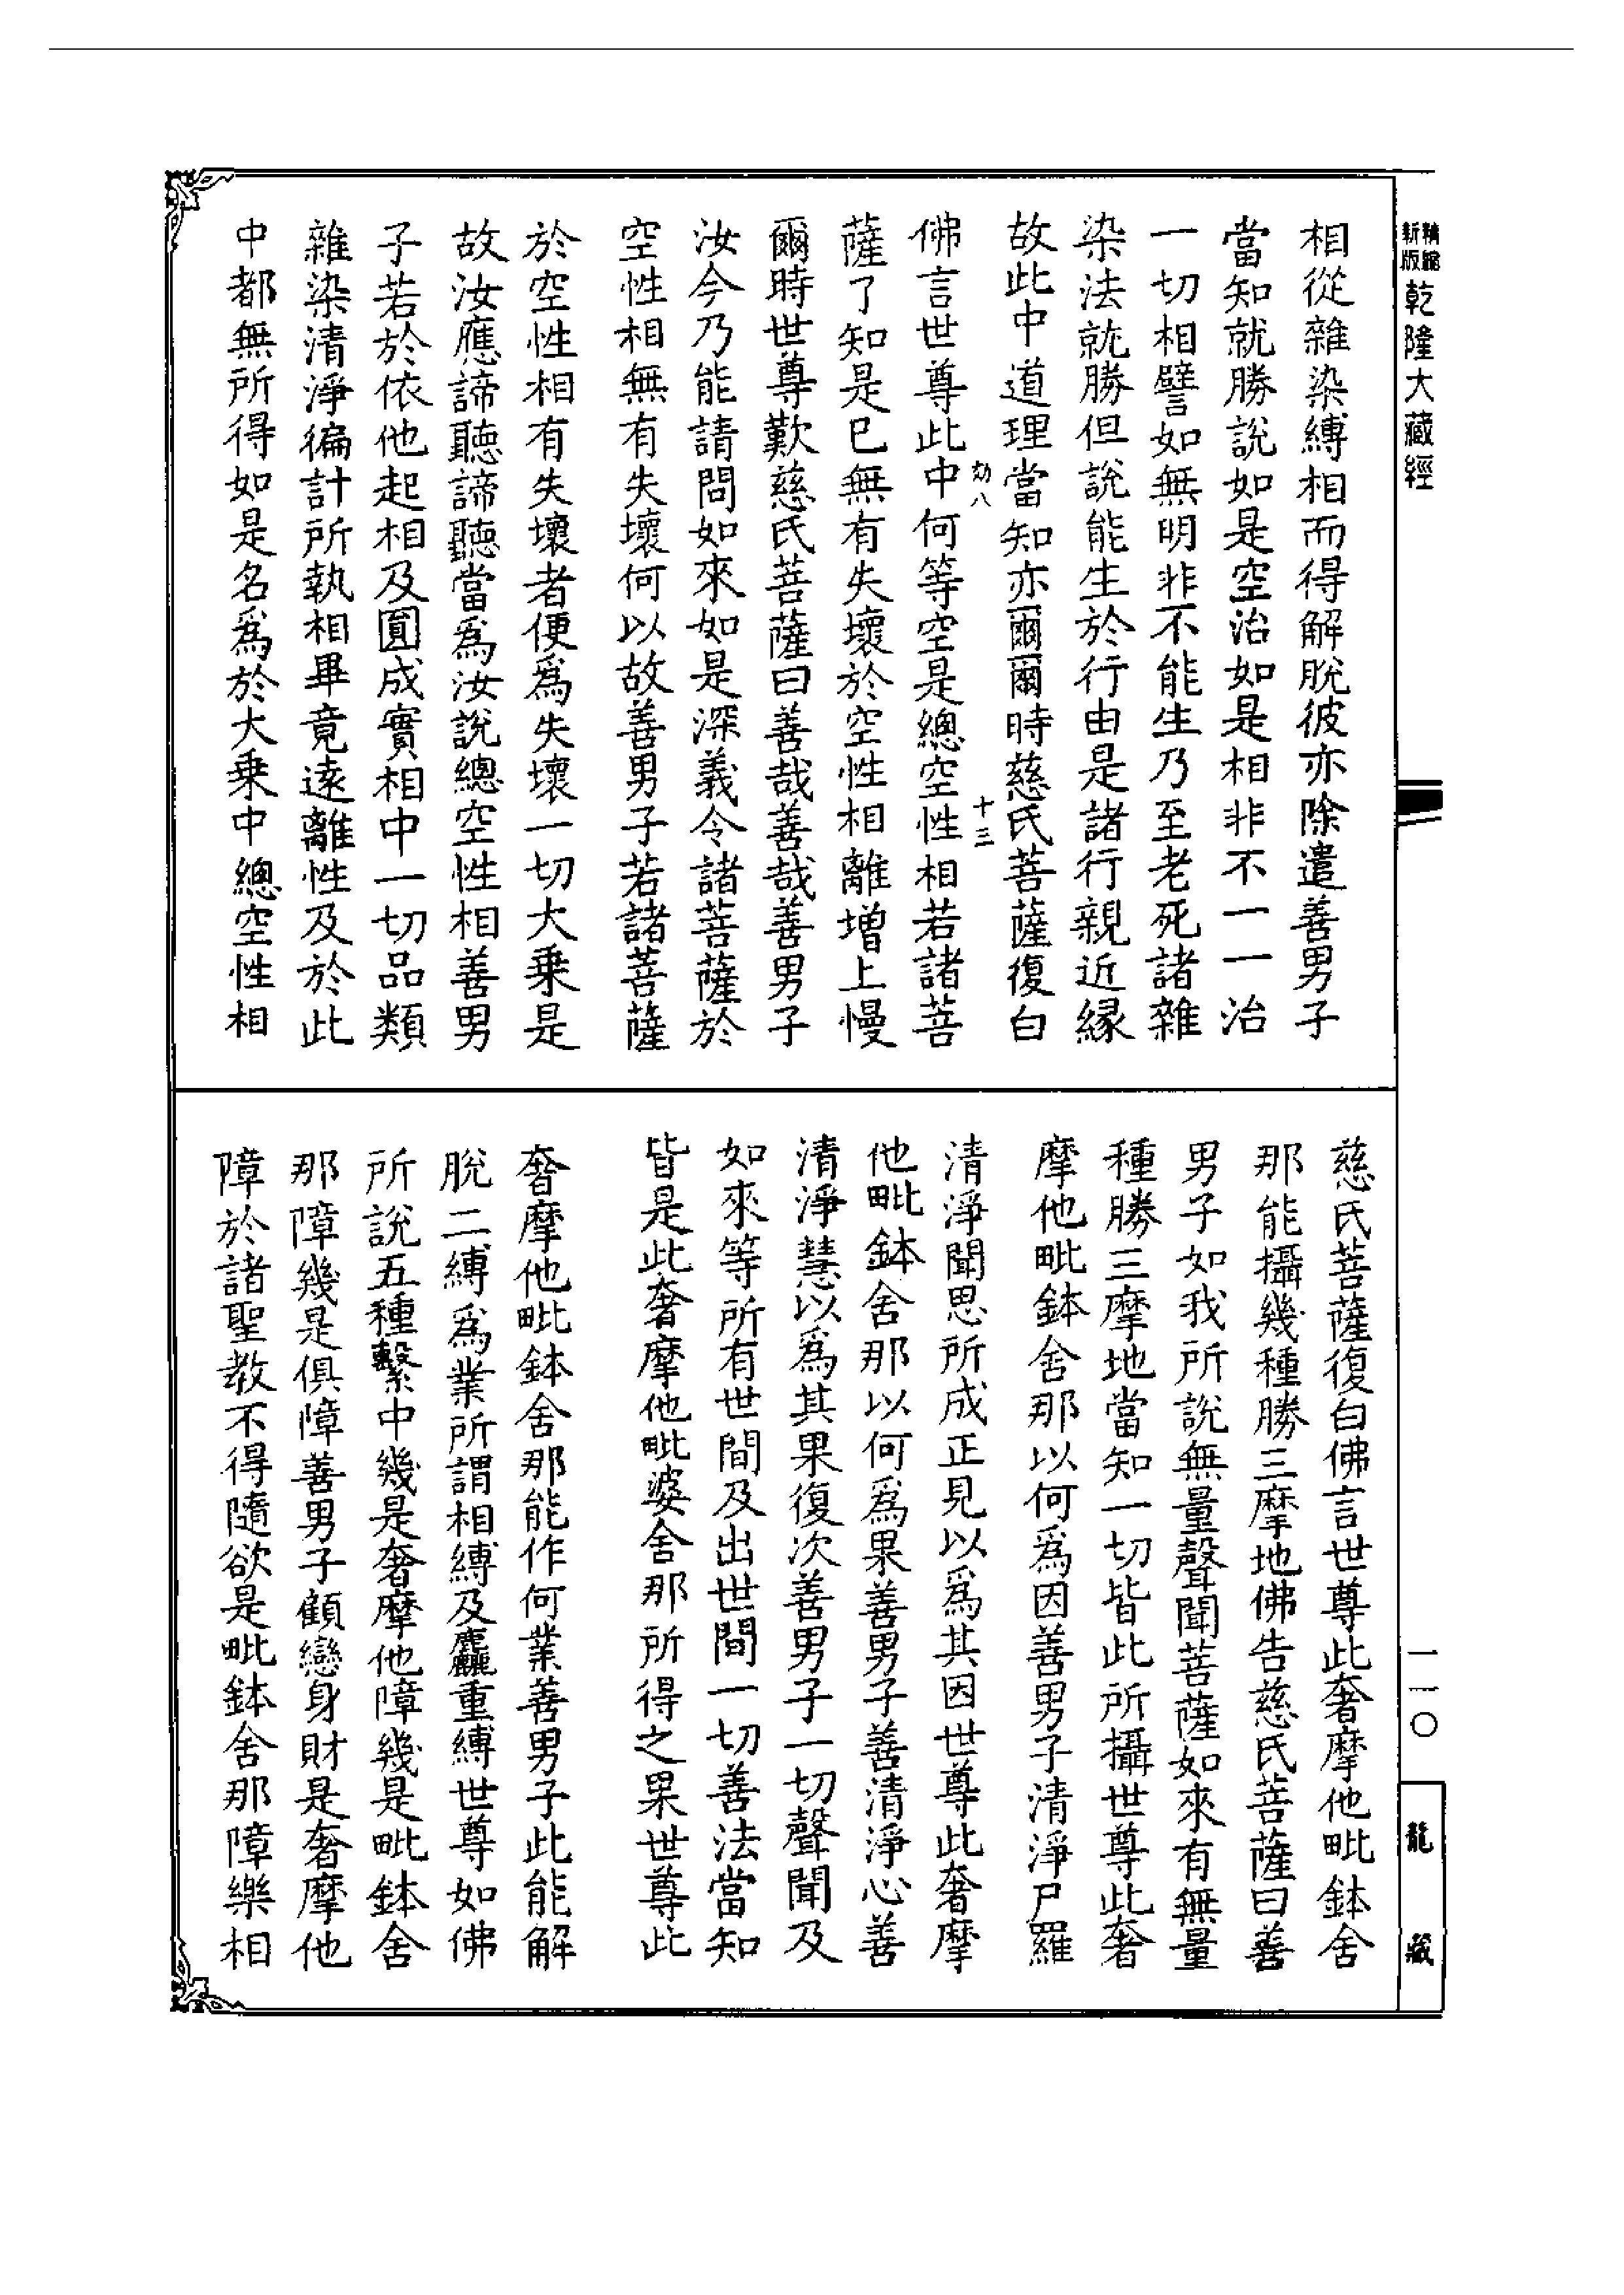 精縮新版乾隆大藏經
一一〇
龍藏
相從雜染縛相而得解脫彼亦除遣善男子
當知就勝說如是空治如是相非不一一治
一切相譬如無明非不能生乃至老死諸雜
染法就勝但說能生於行由是諸行親近緣
故此中道理當知亦爾爾時慈氏菩薩復白
佛言世尊此中何等空是總空性相若諸菩
薩了知是已無有失壞於空性相離增上慢
爾時世尊歎慈氏菩薩曰善哉善哉善男子
汝今乃能請問如來如是深義令諸菩薩於
空性相無有失壞何以故善男子若諸菩薩
於空性相有失壞者便為失壞一切大乘是
故汝應諦聽諦聽當為汝說總空性相善男
子若於依他起相及圓成實相中一切品類
雜染清淨徧計所執相畢竟遠離性及於此
中都無所得如是名為於大乘中總空性相
慈氏菩薩復白佛言世尊此奢摩他毗鉢舍
那能攝幾種勝三摩地佛告慈氏菩薩曰善
男子如我所說無量聲聞菩薩如來有無量
種勝三摩地當知一切皆此所攝世尊此奢
摩他毗鉢舍那以何為因善男子清淨尸羅
清淨聞思所成正見以為其因世尊此奢摩
他毗鉢舍那以何為果善男子善清淨心善
清淨慧以為其果復次善男子一切聲聞及
如來等所有世間及出世間一切善法當知
皆是此奢摩他毗婆舍那所得之果世尊此
奢摩他毗鉢舍那能作何業善男子此能解
脫二縛為業所謂相縛及麤重縛世尊如佛
所說五種繫中幾是奢摩他障幾是毗鉢舍
那障幾是俱障善男子顧戀身財是奢摩他
障於諸聖教不得隨欲是毗鉢舍那障樂相
十三